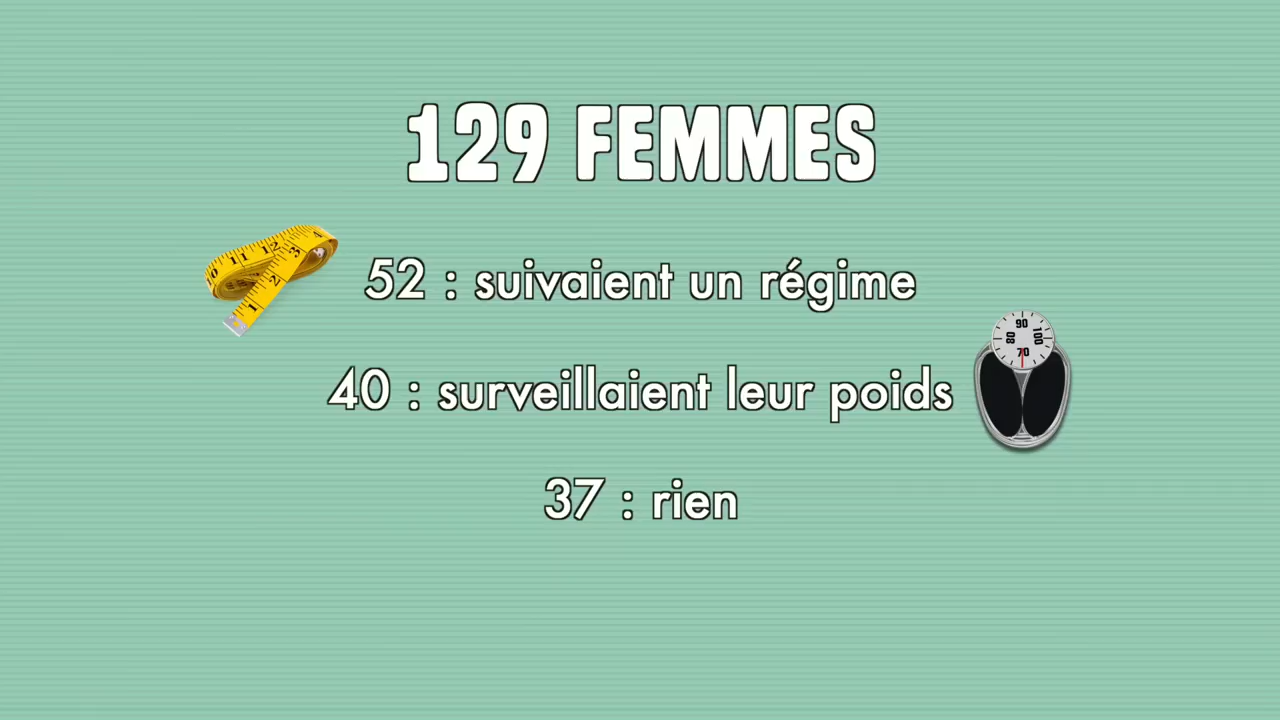 129 FEMMES
52 : suivaient un régime
40 : surveillaient leur poids
37 : rien